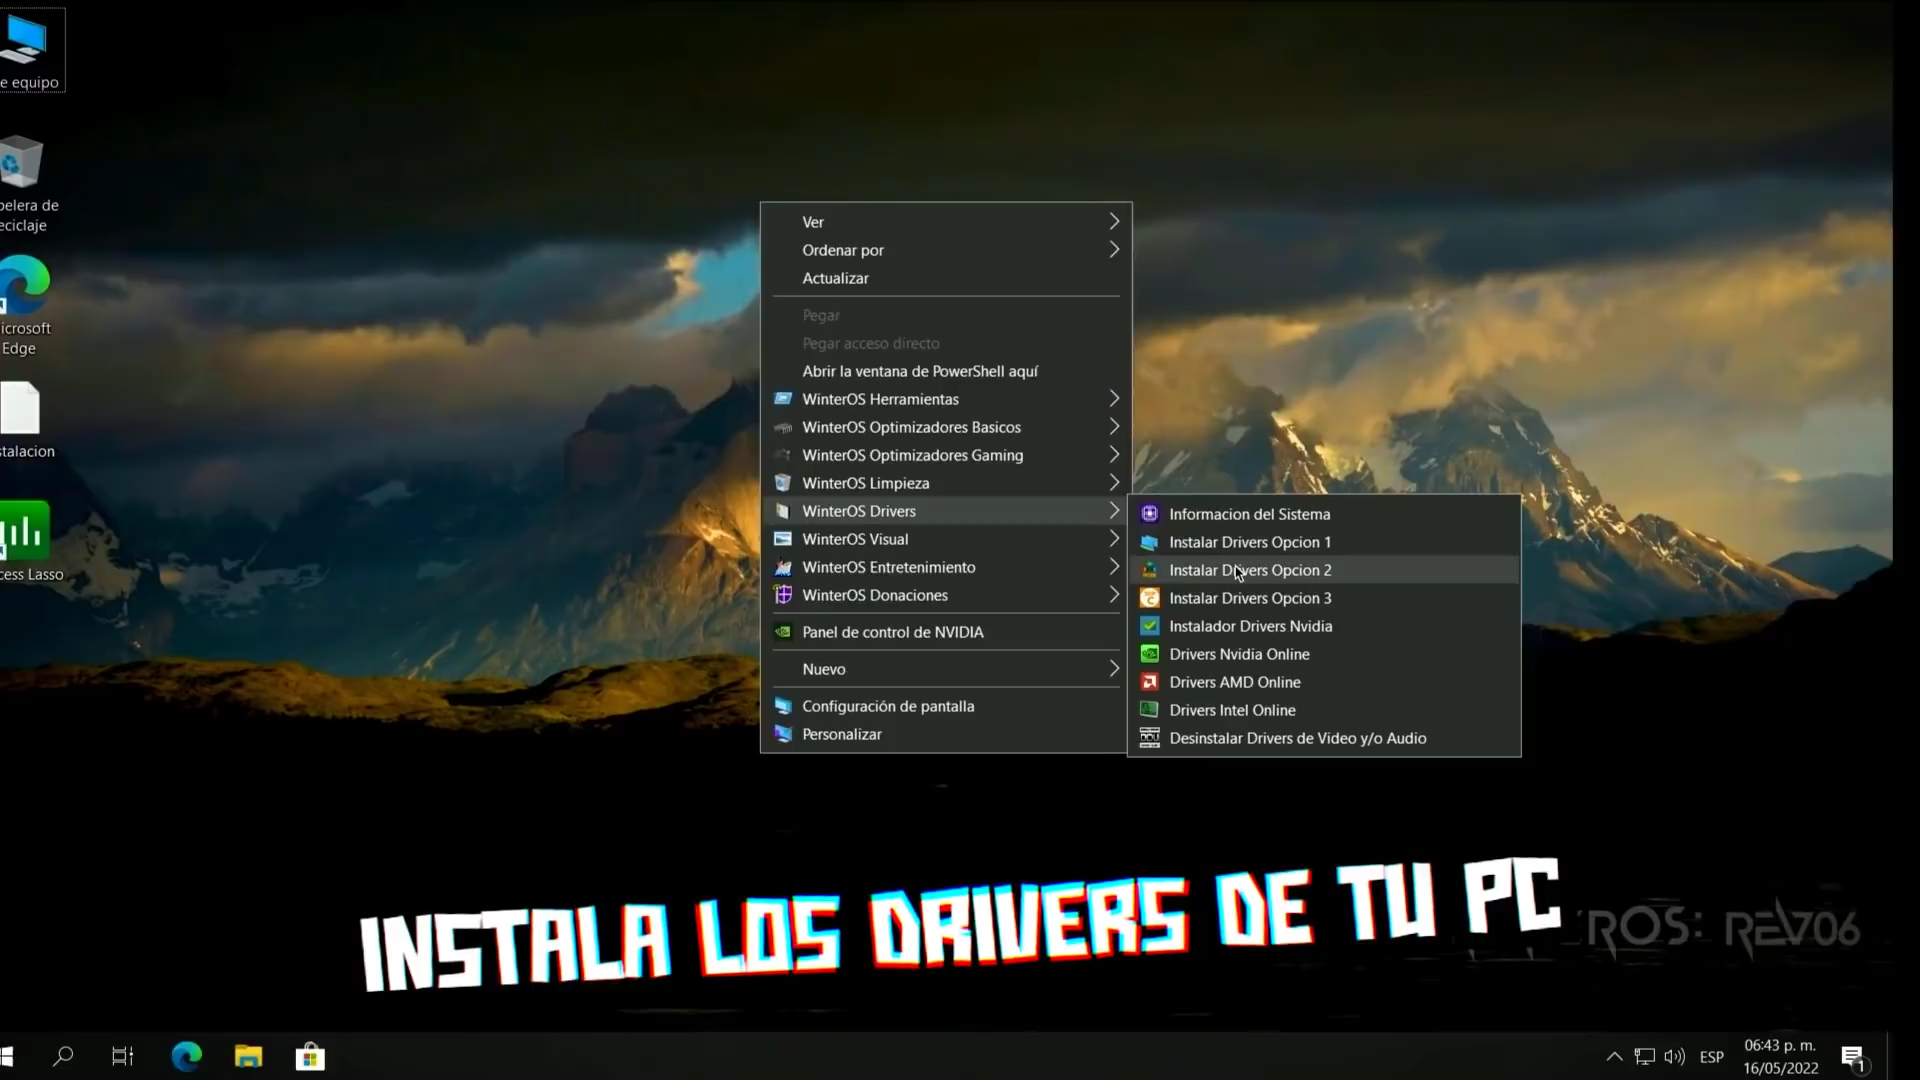 e equipo
pelera de
eciclaje
icrosoft
Edge
stalacion
cess Lasso
Ver
Ordenar por
Actualizar
Pegar
Pegar acceso directo
Abrir la ventana de PowerShell aquí
WinterOS Herramientas
WinterOS Optimizadores Basicos
WinterOS Optimizadores Gaming
WinterOS Limpieza
WinterOS Drivers
WinterOS Visual
WinterOS Entretenimiento
WinterOS Donaciones
Panel de control de NVIDIA
Nuevo
Configuración de pantalla
Personalizar
Informacion del Sistema
Instalar Drivers Opcion 1
Instalar Drivers Opcion 2
Instalar Drivers Opcion 3
Instalador Drivers Nvidia
Drivers Nvidia Online
Drivers AMD Online
Drivers Intel Online
Desinstalar Drivers de Video y/o Audio
INSTALA LOS DRIVERS DE TU PC
ROS: REV06
ESP
06:43 p. m.
16/05/2022
1